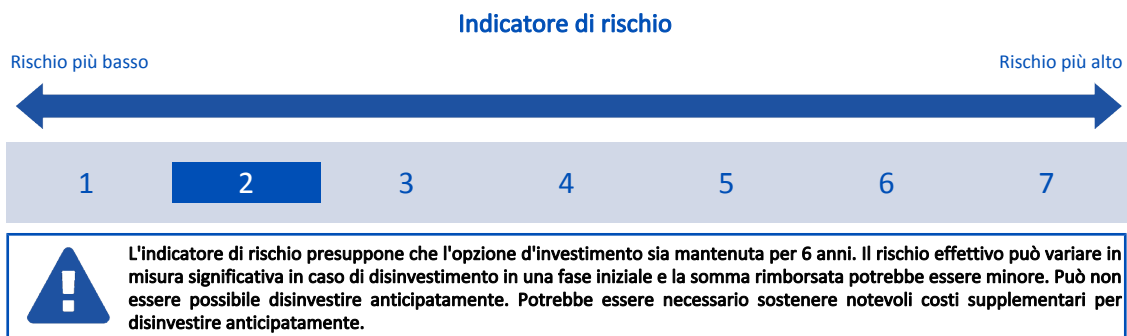 Indicatore di rischio
Rischio più basso
Rischio più alto
1 2 3 4 5 6 7
L'indicatore di rischio presuppone che l'opzione d'investimento sia mantenuta per 6 anni. Il rischio effettivo può variare in
misura significativa in caso di disinvestimento in una fase iniziale e la somma rimborsata potrebbe essere minore. Può non
essere possibile disinvestire anticipatamente. Potrebbe essere necessario sostenere notevoli costi supplementari per
disinvestire anticipatamente.